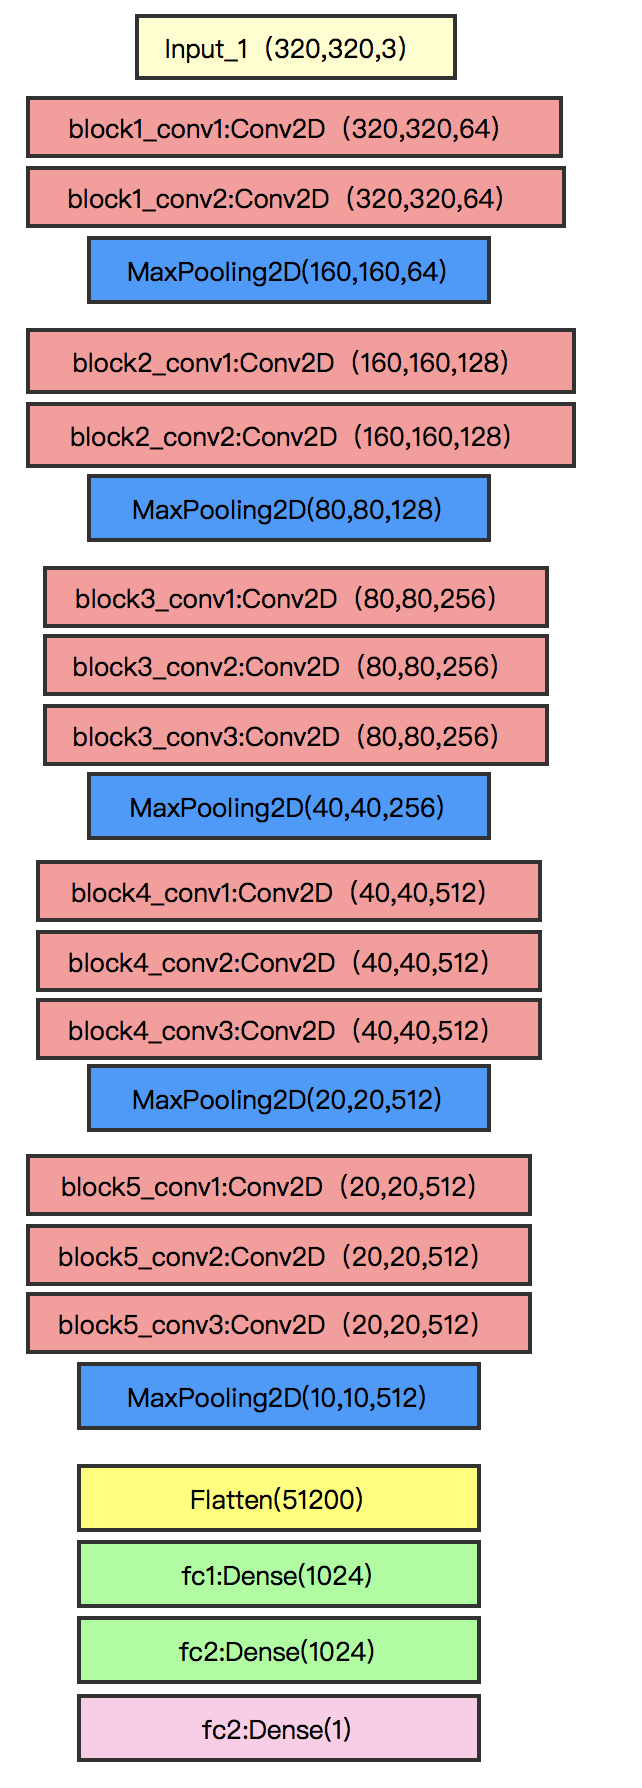 Input_1（320,320,3）
block1_conv1:Conv2D（320,320,64）
block1_conv2:Conv2D（320,320,64）
MaxPooling2D(160,160,64)
block2_conv1:Conv2D（160,160,128）
block2_conv2:Conv2D（160,160,128）
MaxPooling2D(80,80,128)
block3_conv1:Conv2D（80,80,256）
block3_conv2:Conv2D（80,80,256）
block3_conv3:Conv2D（80,80,256）
MaxPooling2D(40,40,256)
block4_conv1:Conv2D（40,40,512）
block4_conv2:Conv2D（40,40,512）
block4_conv3:Conv2D（40,40,512）
MaxPooling2D(20,20,512)
block5_conv1:Conv2D（20,20,512）
block5_conv2:Conv2D（20,20,512）
block5_conv3:Conv2D（20,20,512）
MaxPooling2D(10,10,512)
Flatten(51200)
fc1:Dense(1024)
fc2:Dense(1024)
fc2:Dense(1)